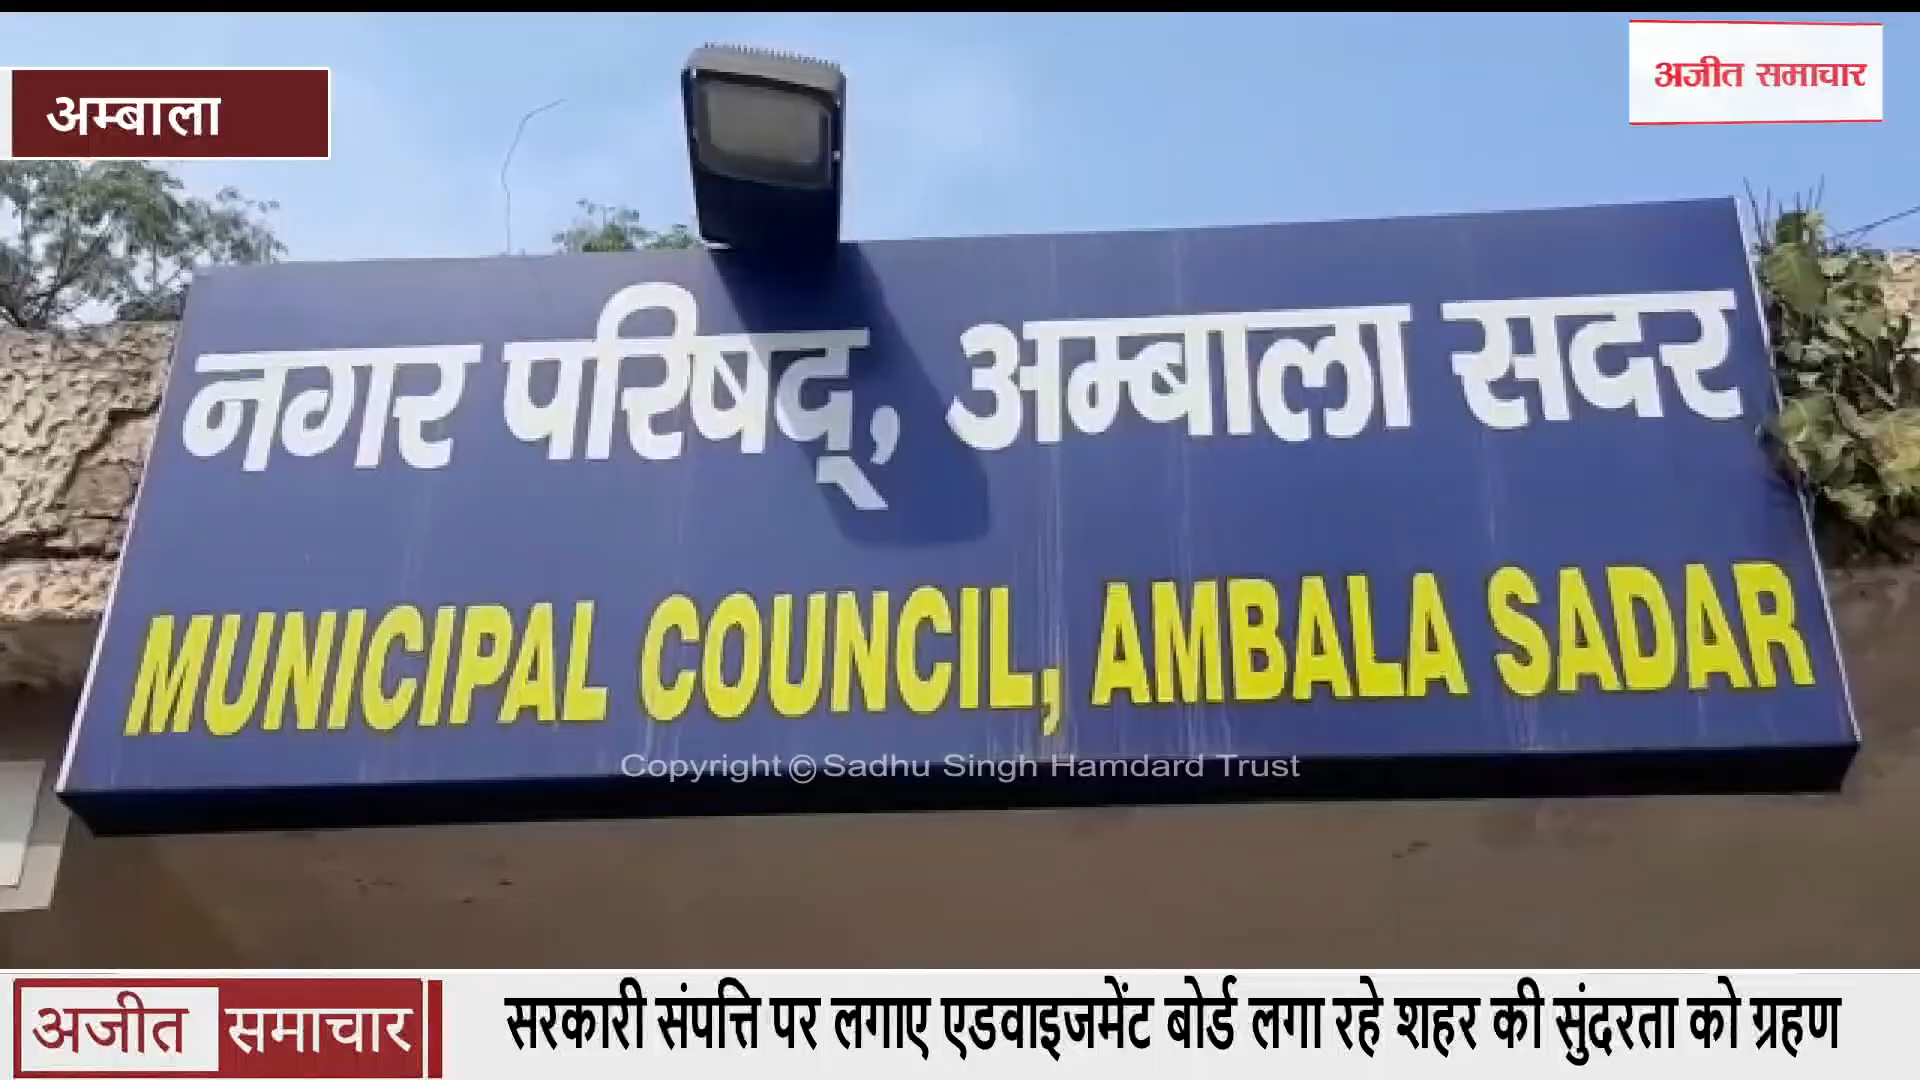 अम्बाला
अजीत समाचार
नगर परिषद्, अम्बाला सदर
MUNICIPAL COUNCIL, AMBALA SADAR
Copyright © Sadhu Singh Hamdard Trust
अजीत समाचार
सरकारी संपत्ति पर लगाए एडवाइजमेंट बोर्ड लगा रहे शहर की सुंदरता को ग्रहण